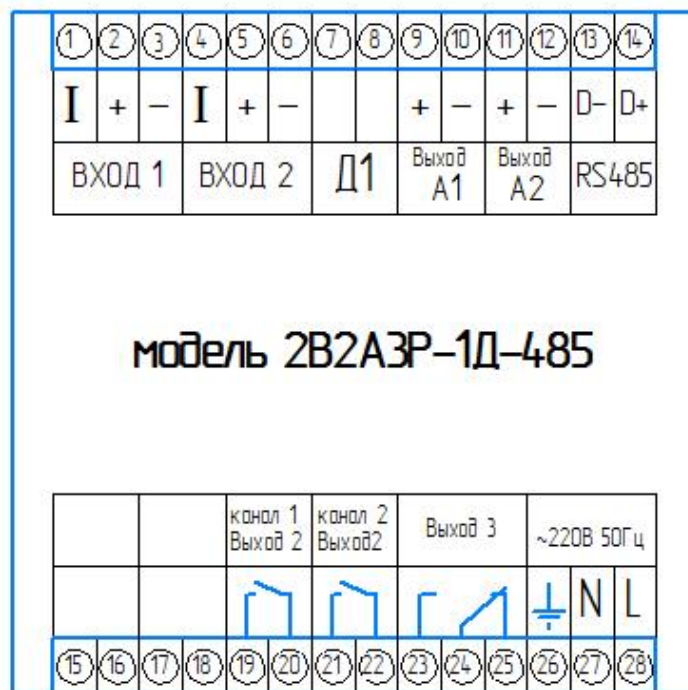 1 2 3 4 5 6 7 8 9 10 11 12 13 14
I + − I + − + − + − D− D+
ВХОД 1 ВХОД 2 Д1 Выход А1 Выход А2 RS485
модель 2В2А3Р−1Д−485
канал 1 Выход 2 канал 2 Выход2 Выход 3 ~220В 50Гц
N L
15 16 17 18 19 20 21 22 23 24 25 26 27 28